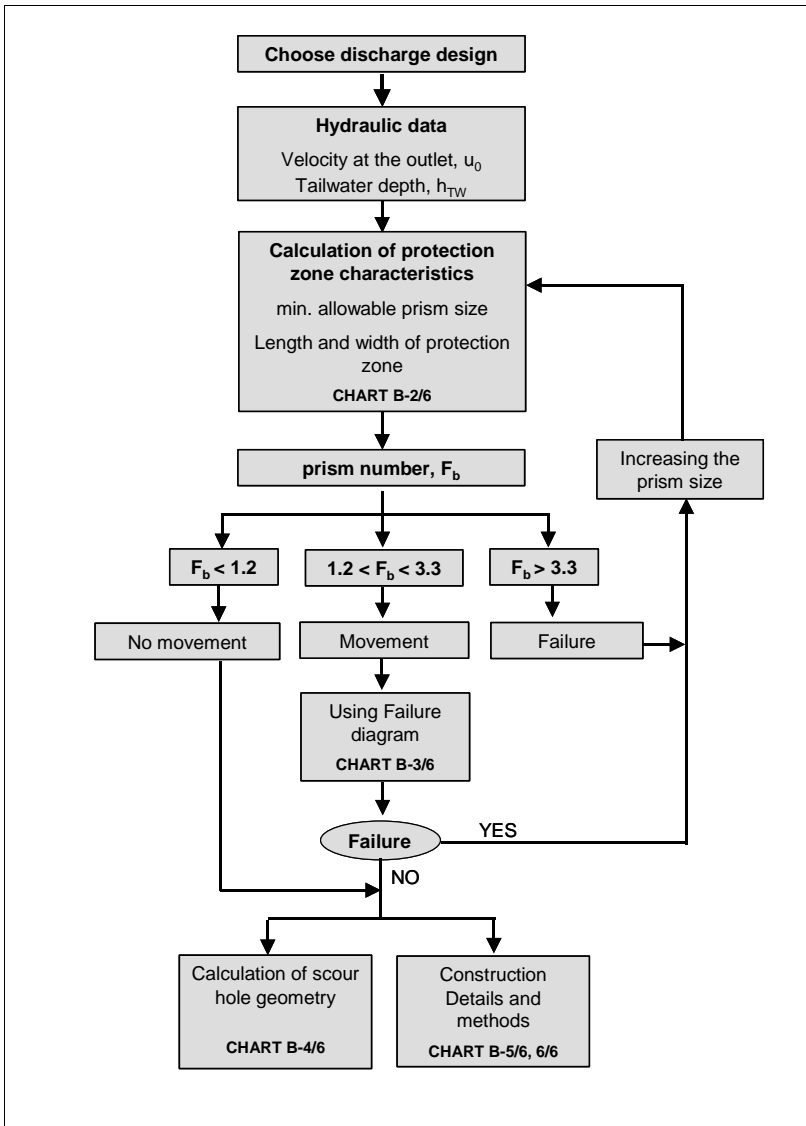 Choose discharge design
Hydraulic data
Velocity at the outlet, u0
Tailwater depth, hTW
Calculation of protection
zone characteristics
min. allowable prism size
Length and width of protection
zone
CHART B-2/6
prism number, Fb
Increasing the
prism size
Fb < 1.2
1.2 < Fb < 3.3
Fb > 3.3
No movement
Movement
Failure
Using Failure
diagram
CHART B-3/6
Failure
YES
NO
Calculation of scour
hole geometry
CHART B-4/6
Construction
Details and
methods
CHART B-5/6, 6/6